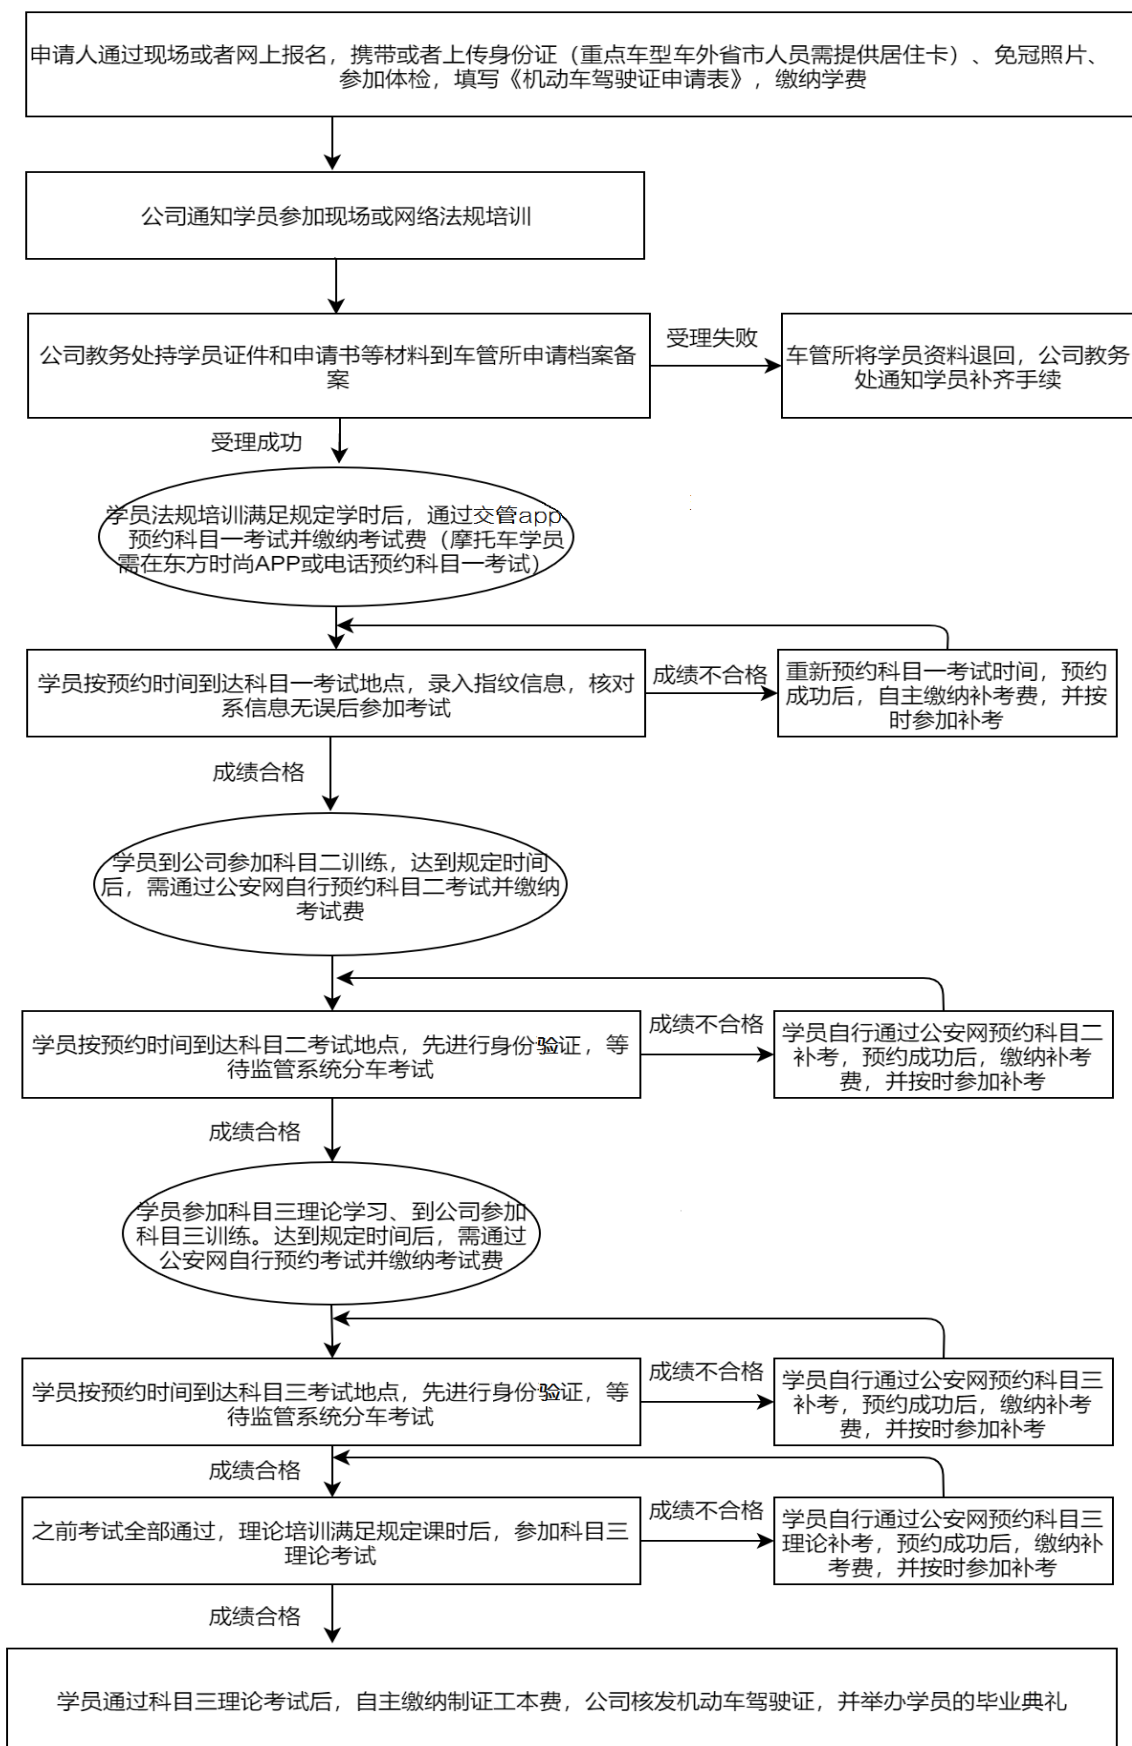 申请人通过现场或者网上报名，携带或者上传身份证（重点车型车外省市人员需提供居住卡）、免冠照片、
参加体检，填写《机动车驾驶证申请表》，缴纳学费
公司通知学员参加现场或网络法规培训
公司教务处持学员证件和申请书等材料到车管所申请档案备
案
受理失败
车管所将学员资料退回，公司教务
处通知学员补齐手续
受理成功
学员法规培训满足规定学时后，通过交管app
预约科目一考试并缴纳考试费（摩托车学员
需在东方时尚APP或电话预约科目一考试）
学员按预约时间到达科目一考试地点，录入指纹信息，核对
系信息无误后参加考试
成绩不合格
重新预约科目一考试时间，预约
成功后，自主缴纳补考费，并按
时参加补考
成绩合格
学员到公司参加科目二训练，达到规定时间
后，需通过公安网自行预约科目二考试并缴纳
考试费
学员按预约时间到达科目二考试地点，先进行身份验证，等
待监管系统分车考试
成绩不合格
学员自行通过公安网预约科目二
补考，预约成功后，缴纳补考
费，并按时参加补考
成绩合格
学员参加科目三理论学习、到公司参加
科目三训练。达到规定时间后，需通过
公安网自行预约考试并缴纳考试费
学员按预约时间到达科目三考试地点，先进行身份验证，等
待监管系统分车考试
成绩不合格
学员自行通过公安网预约科目三
补考，预约成功后，缴纳补考
费，并按时参加补考
成绩合格
之前考试全部通过，理论培训满足规定课时后，参加科目三
理论考试
成绩不合格
学员自行通过公安网预约科目三
理论补考，预约成功后，缴纳补
考费，并按时参加补考
成绩合格
学员通过科目三理论考试后，自主缴纳制证工本费，公司核发机动车驾驶证，并举办学员的毕业典礼